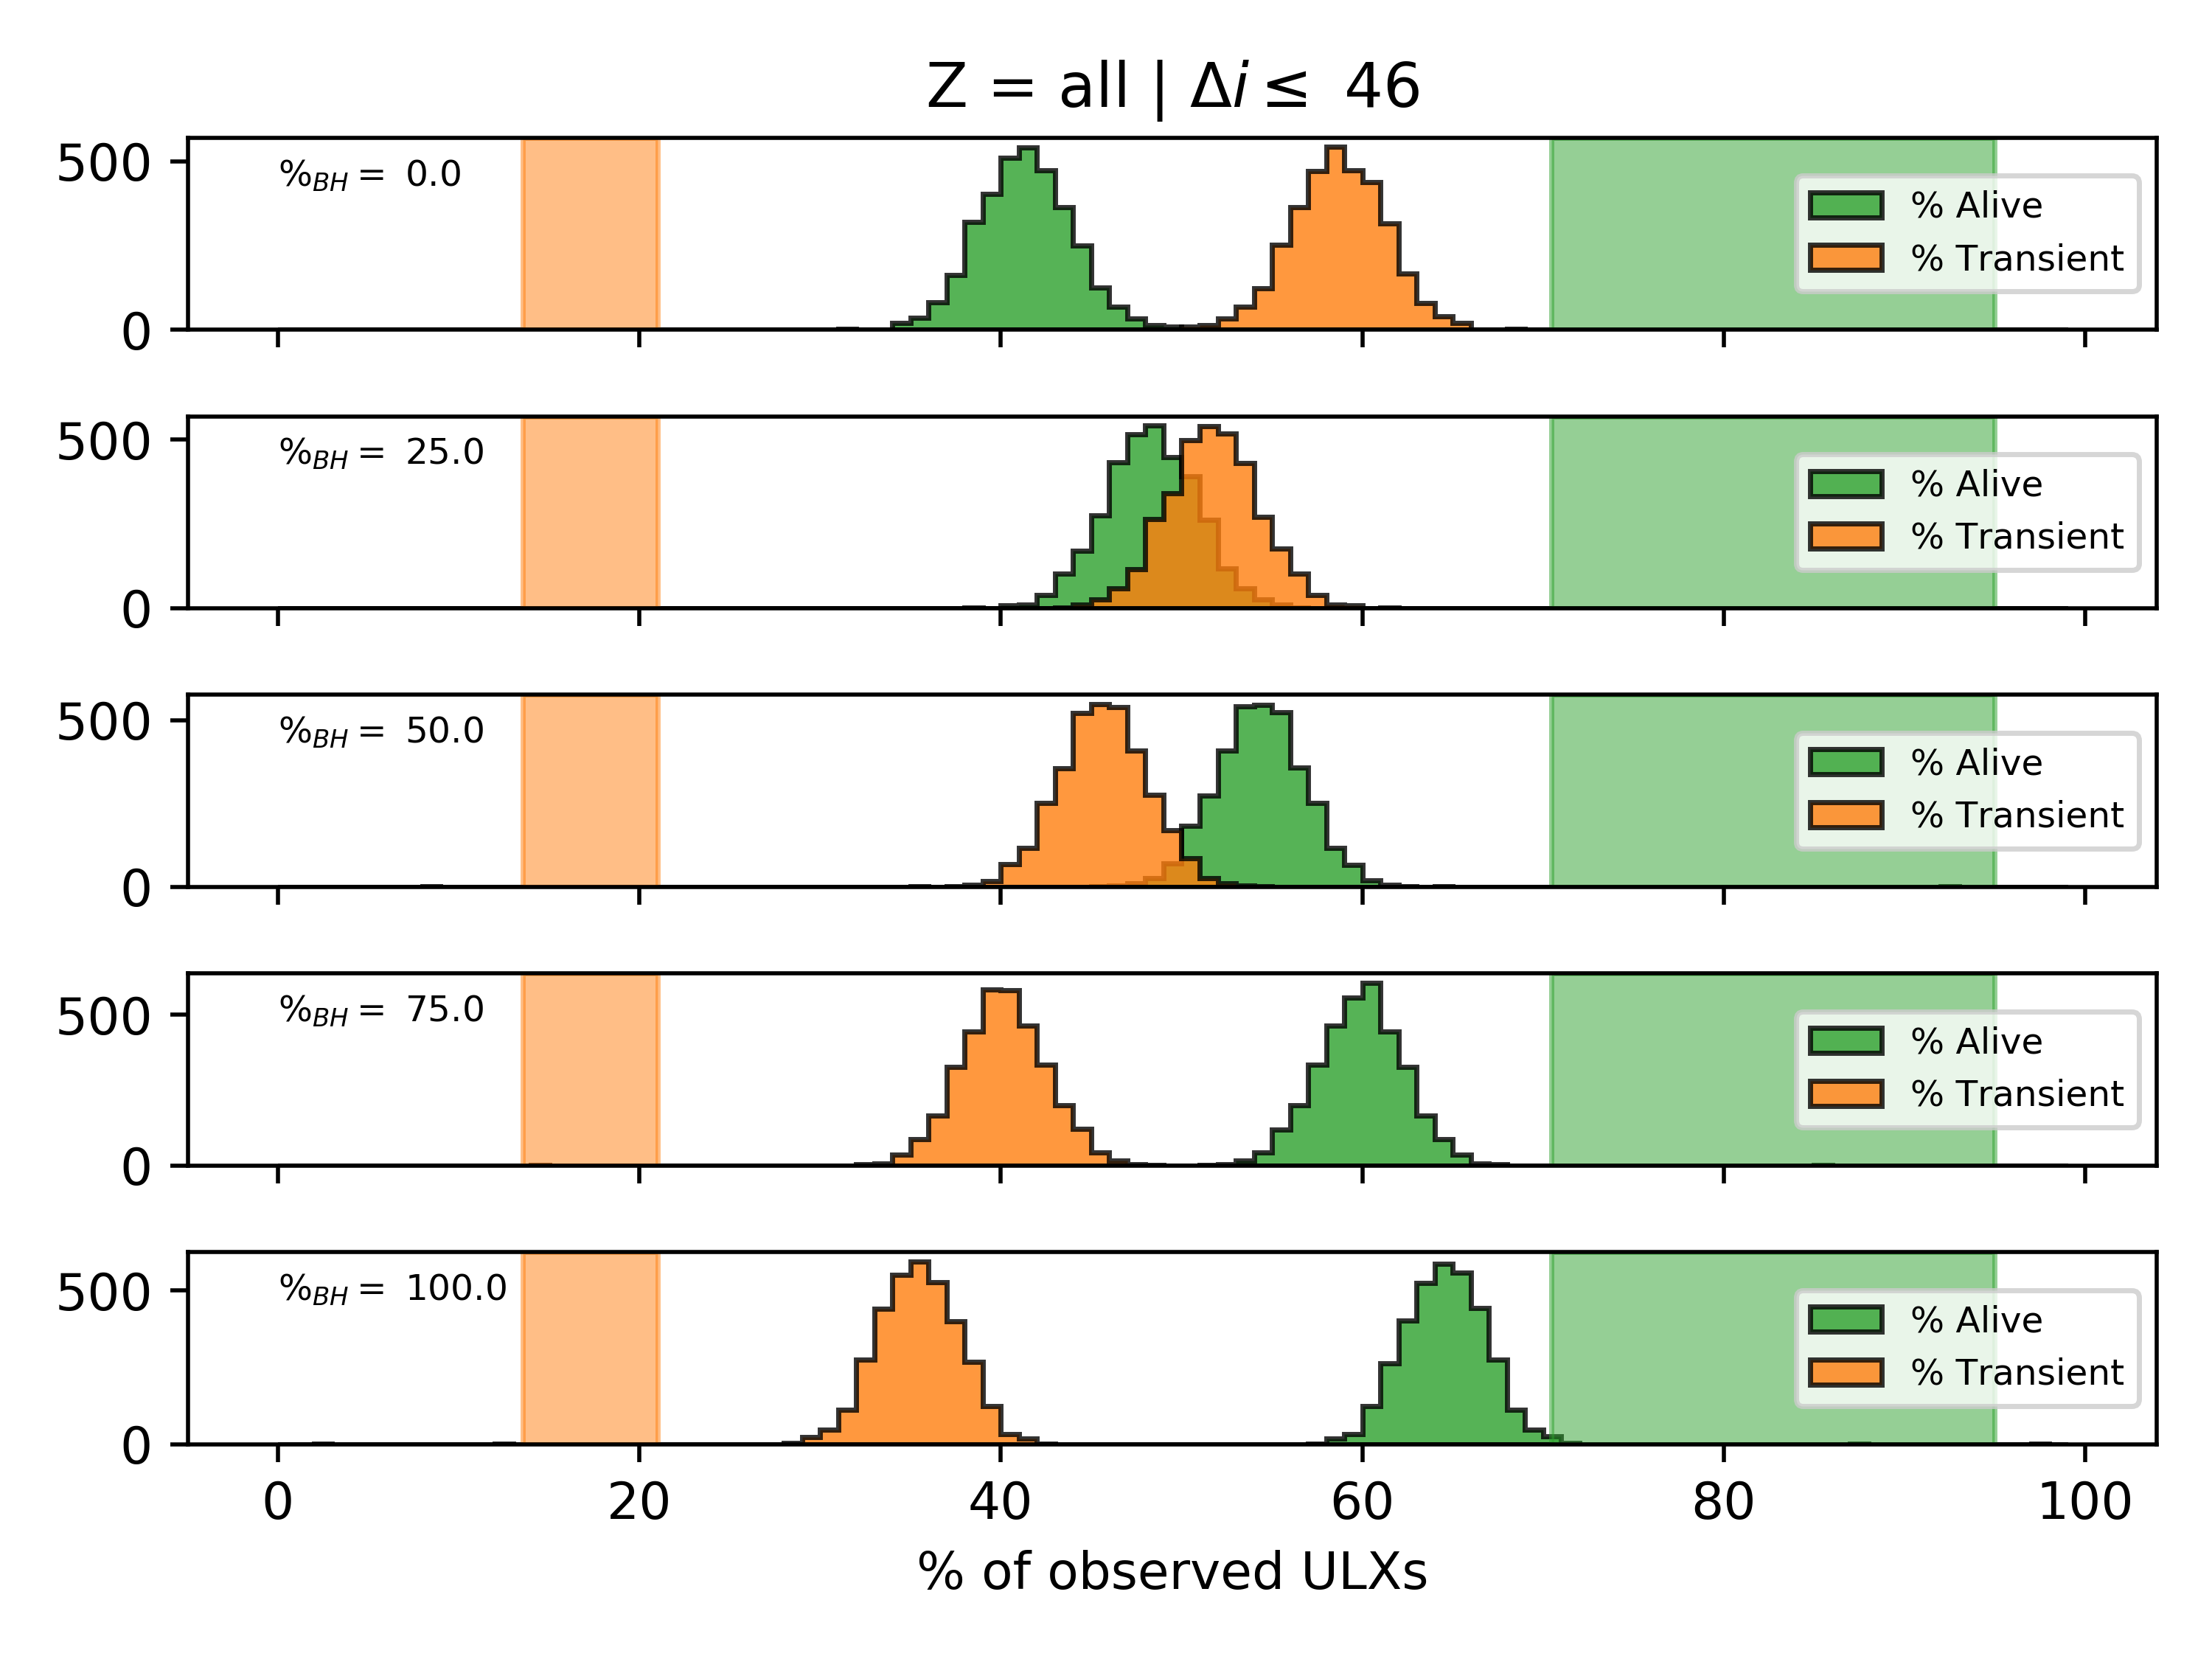 Z = all | Δi ≤ 46
500
%BH = 0.0
% Alive
% Transient
0
500
%BH = 25.0
% Alive
% Transient
0
500
%BH = 50.0
% Alive
% Transient
0
500
%BH = 75.0
% Alive
% Transient
0
500
%BH = 100.0
% Alive
% Transient
0
0 20 40 60 80 100
% of observed ULXs